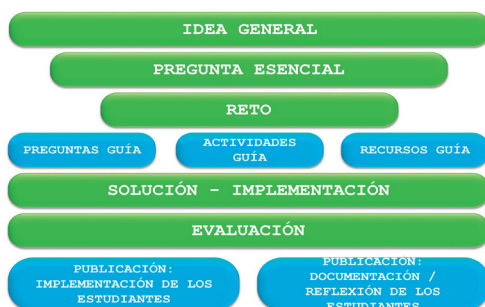 IDEA GENERAL
PREGUNTA ESENCIAL
RETO
PREGUNTAS GUÍA
ACTIVIDADES
GUÍA
RECURSOS GUÍA
SOLUCIÓN - IMPLEMENTACIÓN
EVALUACIÓN
PUBLICACIÓN:
IMPLEMENTACIÓN DE LOS
ESTUDIANTES
PUBLICACIÓN:
DOCUMENTACIÓN /
REFLEXIÓN DE LOS
ESTUDIANTES